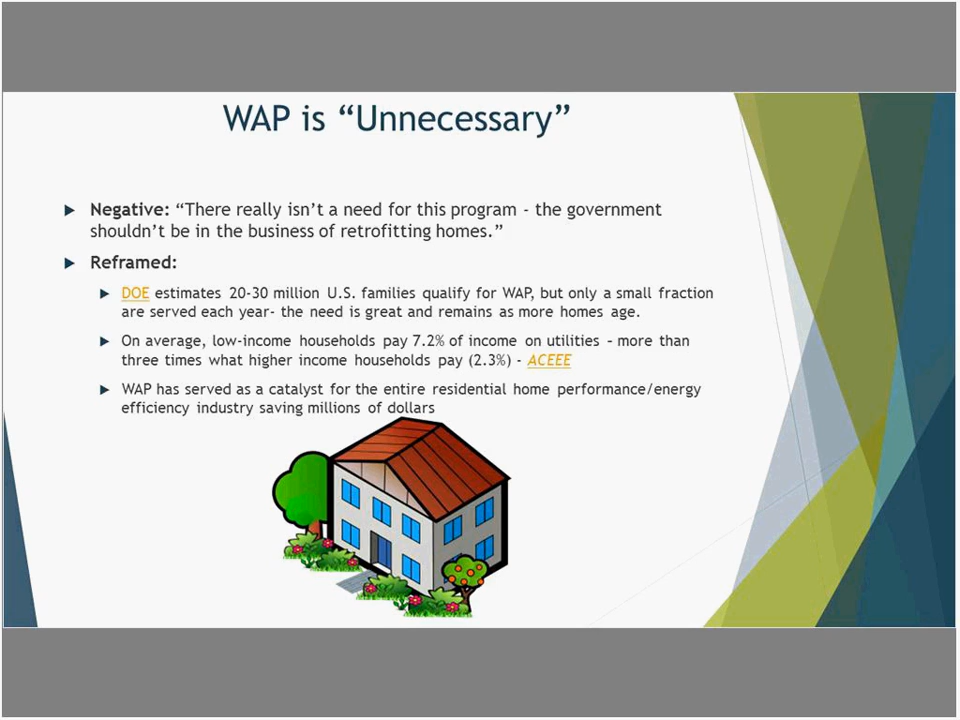 WAP is “Unnecessary”
Negative: “There really isn’t a need for this program - the government
shouldn’t be in the business of retrofitting homes.”
Reframed:
DOE estimates 20-30 million U.S. families qualify for WAP, but only a small fraction
are served each year- the need is great and remains as more homes age.
On average, low-income households pay 7.2% of income on utilities – more than
three times what higher income households pay (2.3%) - ACEEE
WAP has served as a catalyst for the entire residential home performance/energy
efficiency industry saving millions of dollars